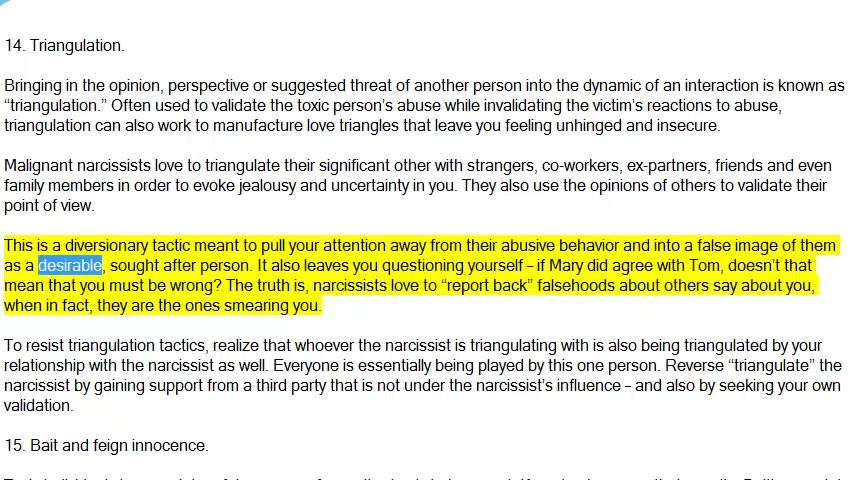 14. Triangulation.
Bringing in the opinion, perspective or suggested threat of another person into the dynamic of an interaction is known as
“triangulation.” Often used to validate the toxic person’s abuse while invalidating the victim’s reactions to abuse,
triangulation can also work to manufacture love triangles that leave you feeling unhinged and insecure.
Malignant narcissists love to triangulate their significant other with strangers, co-workers, ex-partners, friends and even
family members in order to evoke jealousy and uncertainty in you. They also use the opinions of others to validate their
point of view.
This is a diversionary tactic meant to pull your attention away from their abusive behavior and into a false image of them
as a desirable, sought after person. It also leaves you questioning yourself – if Mary did agree with Tom, doesn’t that
mean that you must be wrong? The truth is, narcissists love to “report back” falsehoods about others say about you,
when in fact, they are the ones smearing you.
To resist triangulation tactics, realize that whoever the narcissist is triangulating with is also being triangulated by your
relationship with the narcissist as well. Everyone is essentially being played by this one person. Reverse “triangulate” the
narcissist by gaining support from a third party that is not under the narcissist’s influence – and also by seeking your own
validation.
15. Bait and feign innocence.